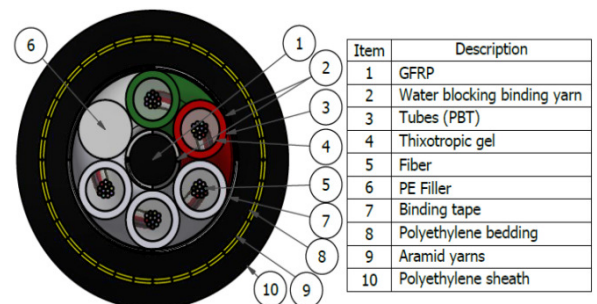 6
1
2
3
4
5
7
8
9
10
Item Description
1 GFRP
2 Water blocking binding yarn
3 Tubes (PBT)
4 Thixotropic gel
5 Fiber
6 PE Filler
7 Binding tape
8 Polyethylene bedding
9 Aramid yarns
10 Polyethylene sheath